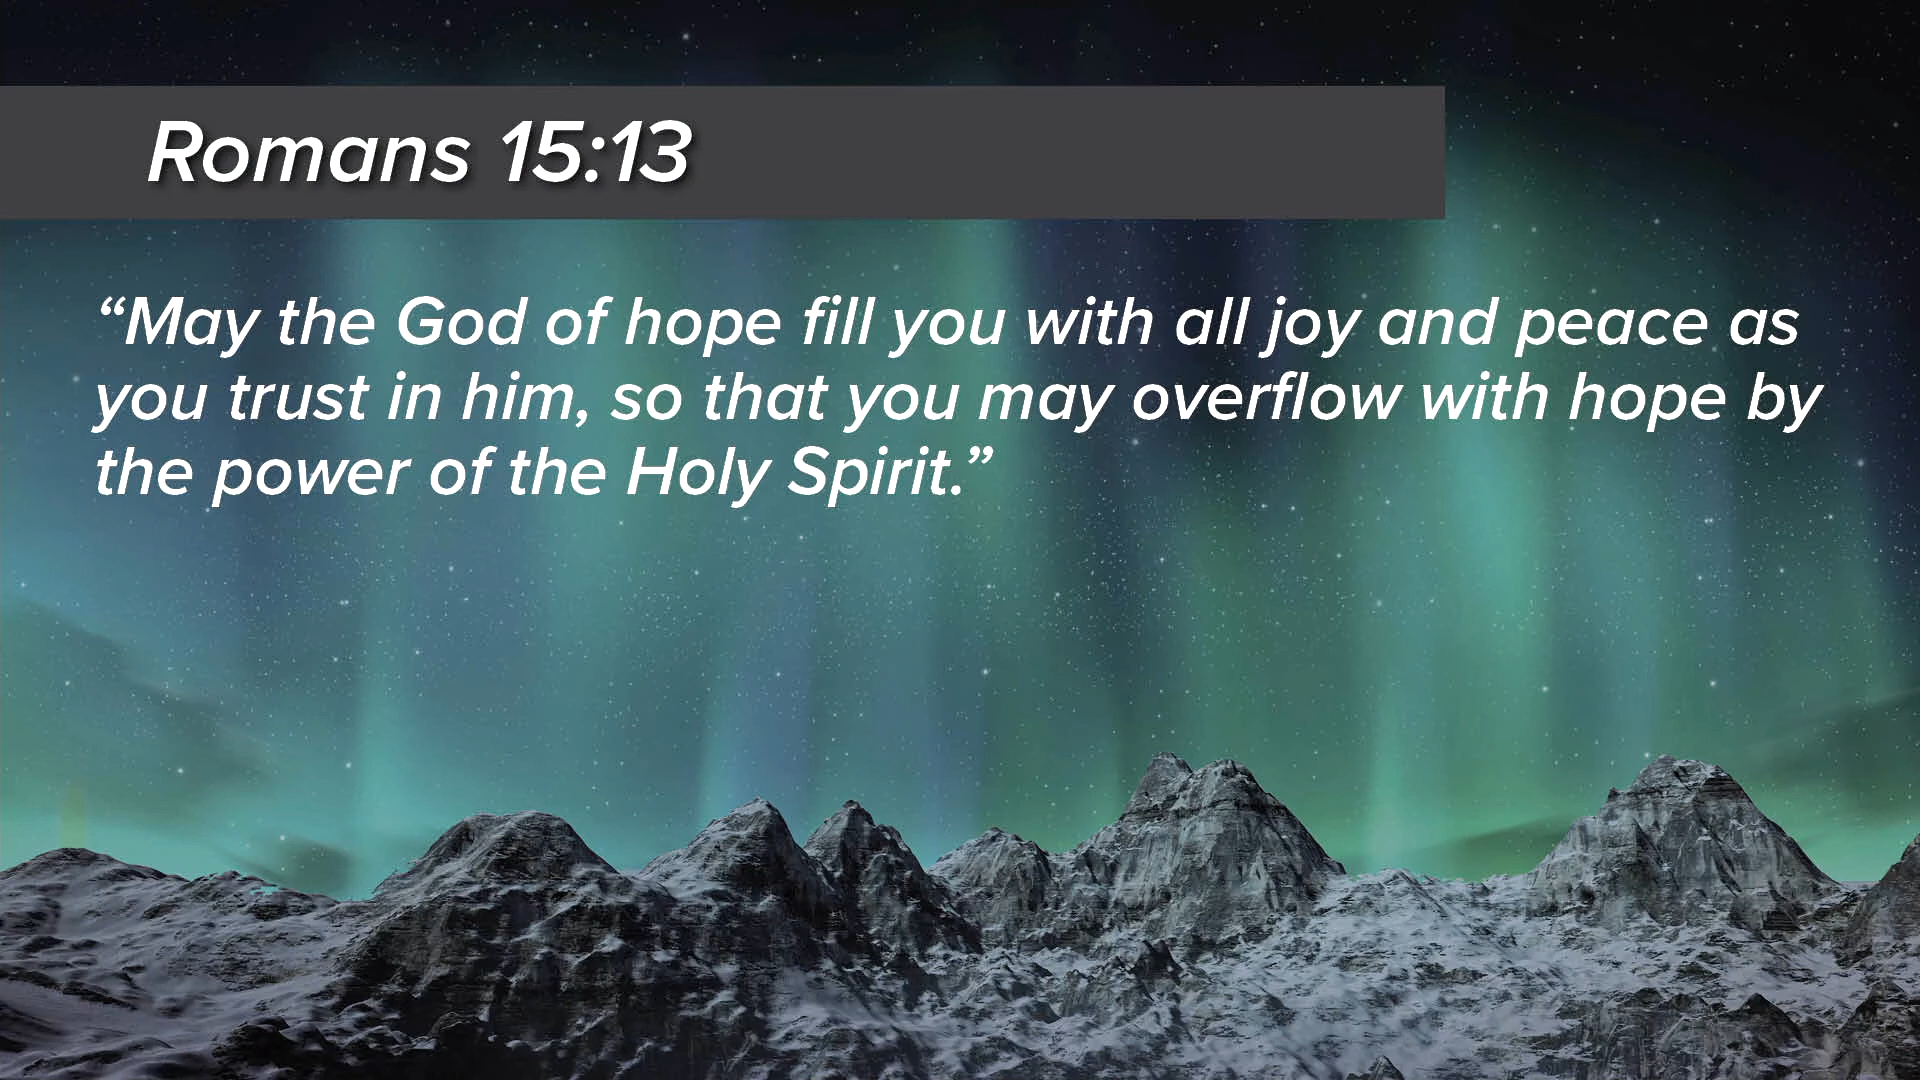 Romans 15:13
“May the God of hope fill you with all joy and peace as
you trust in him, so that you may overflow with hope by
the power of the Holy Spirit.”